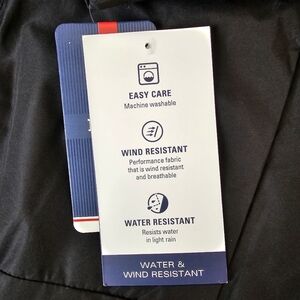 EASY CARE
Machine washable
WIND RESISTANT
Performance fabric
that is wind resistant
and breathable
WATER RESISTANT
Resists water
in light rain
WATER &
WIND RESISTANT